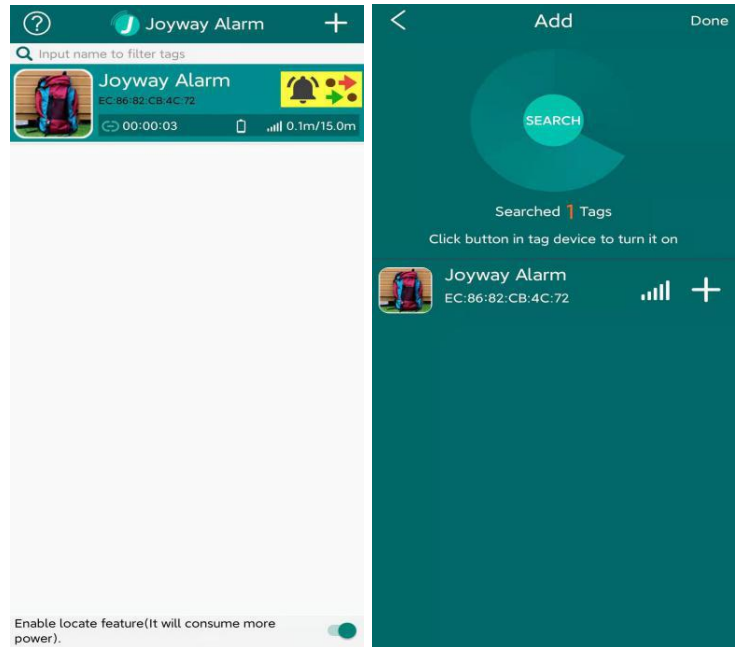 Joyway Alarm
Input name to filter tags
Joyway Alarm
EC:86:82:CB:4C:72
00:00:03
0.1m/15.0m
Enable locate feature(It will consume more
power).
Add
Done
SEARCH
Searched 1 Tags
Click button in tag device to turn it on
Joyway Alarm
EC:86:82:CB:4C:72